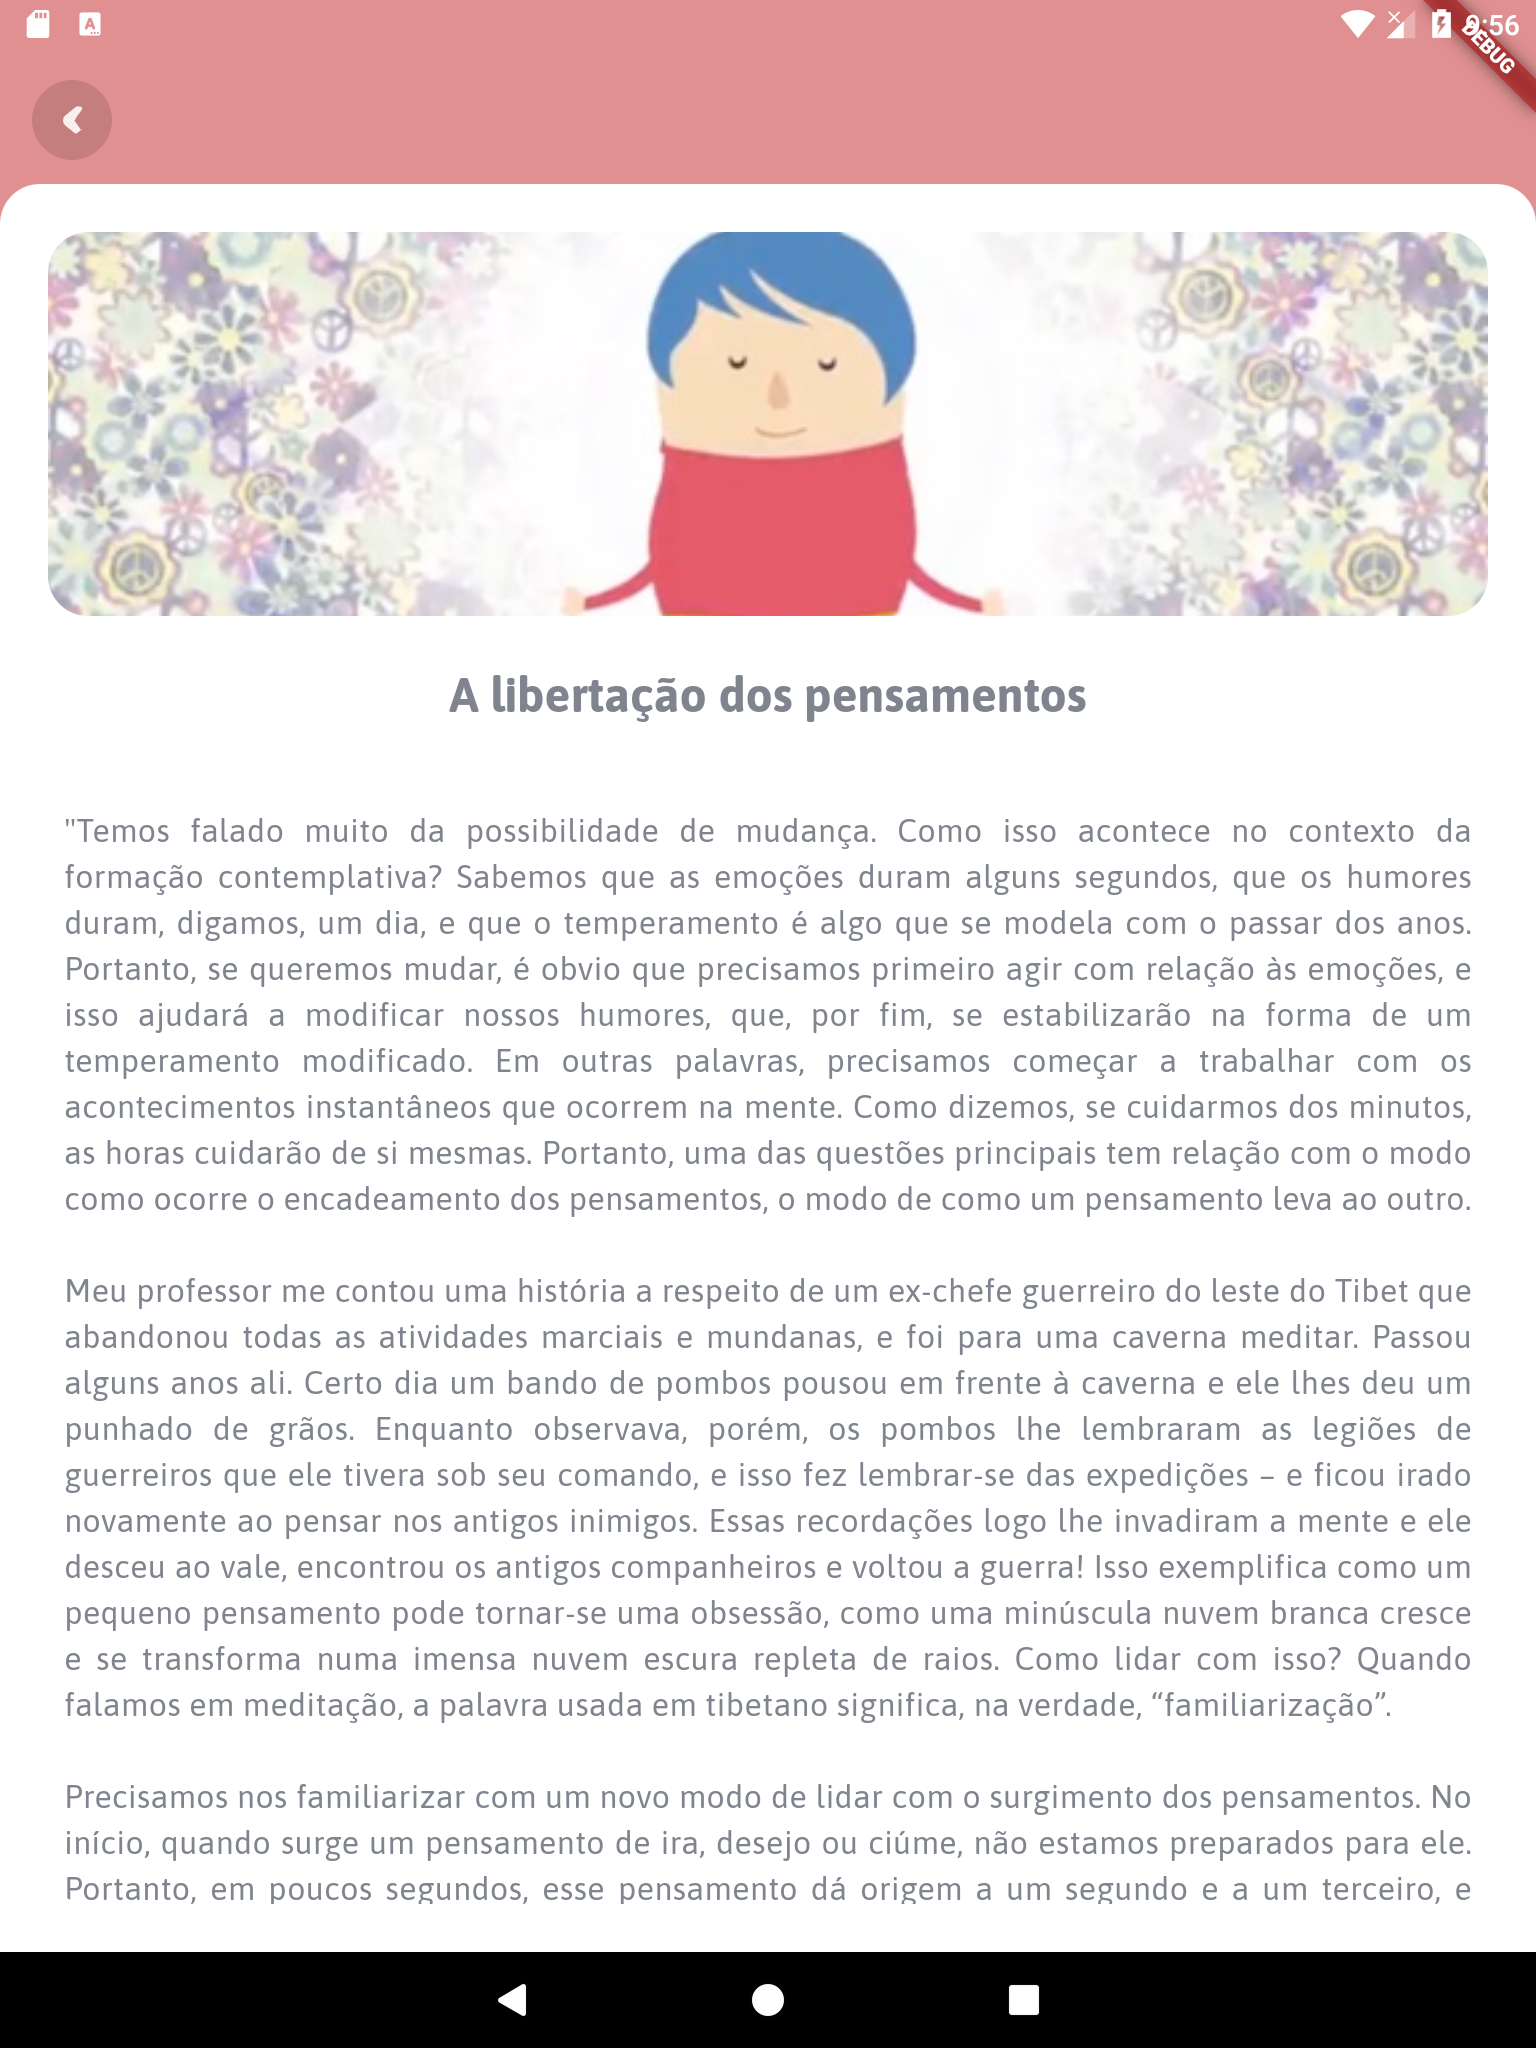 9:56
DEBUG
A libertação dos pensamentos
"Temos falado muito da possibilidade de mudança. Como isso acontece no contexto da
formação contemplativa? Sabemos que as emoções duram alguns segundos, que os humores
duram, digamos, um dia, e que o temperamento é algo que se modela com o passar dos anos.
Portanto, se queremos mudar, é obvio que precisamos primeiro agir com relação às emoções, e
isso ajudará a modificar nossos humores, que, por fim, se estabilizarão na forma de um
temperamento modificado. Em outras palavras, precisamos começar a trabalhar com os
acontecimentos instantâneos que ocorrem na mente. Como dizemos, se cuidarmos dos minutos,
as horas cuidarão de si mesmas. Portanto, uma das questões principais tem relação com o modo
como ocorre o encadeamento dos pensamentos, o modo de como um pensamento leva ao outro.
Meu professor me contou uma história a respeito de um ex-chefe guerreiro do leste do Tibet que
abandonou todas as atividades marciais e mundanas, e foi para uma caverna meditar. Passou
alguns anos ali. Certo dia um bando de pombos pousou em frente à caverna e ele lhes deu um
punhado de grãos. Enquanto observava, porém, os pombos lhe lembraram as legiões de
guerreiros que ele tivera sob seu comando, e isso fez lembrar-se das expedições – e ficou irado
novamente ao pensar nos antigos inimigos. Essas recordações logo lhe invadiram a mente e ele
desceu ao vale, encontrou os antigos companheiros e voltou a guerra! Isso exemplifica como um
pequeno pensamento pode tornar-se uma obsessão, como uma minúscula nuvem branca cresce
e se transforma numa imensa nuvem escura repleta de raios. Como lidar com isso? Quando
falamos em meditação, a palavra usada em tibetano significa, na verdade, “familiarização”.
Precisamos nos familiarizar com um novo modo de lidar com o surgimento dos pensamentos. No
início, quando surge um pensamento de ira, desejo ou ciúme, não estamos preparados para ele.
Portanto, em poucos segundos, esse pensamento dá origem a um segundo e a um terceiro, e